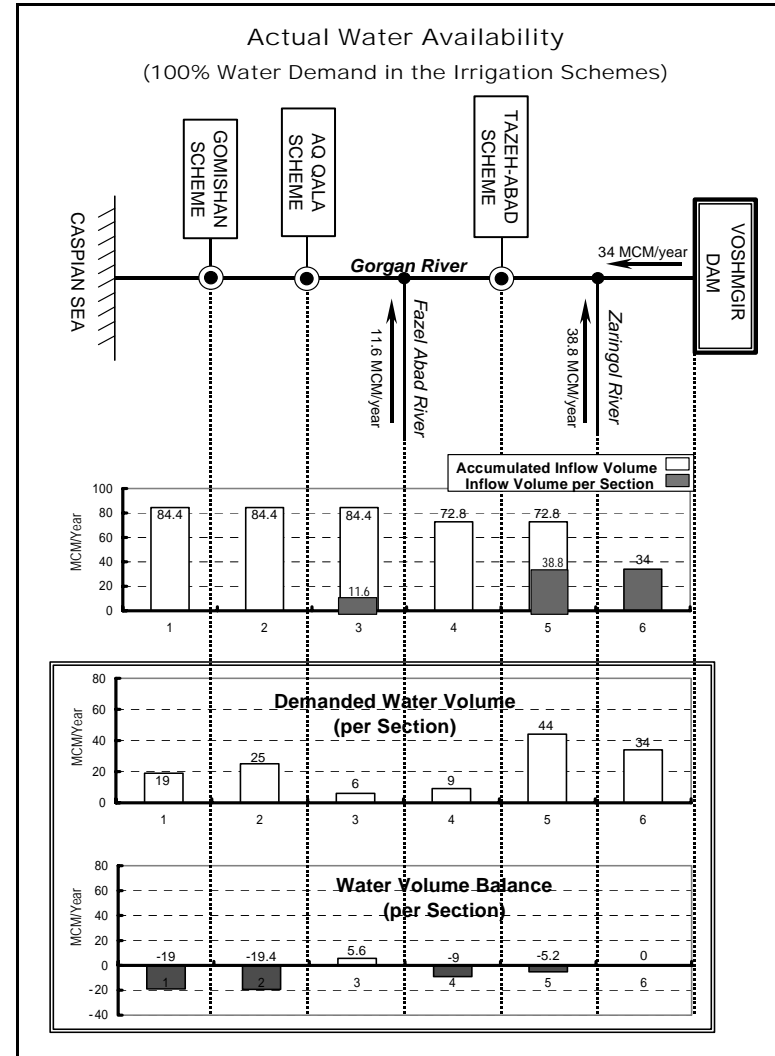 Actual Water Availability
(100% Water Demand in the Irrigation Schemes)
CASPIAN SEA
GOMISHAN
SCHEME
AQ QALA
SCHEME
TAZEH-ABAD
SCHEME
VOSHMGIR
DAM
34 MCM/year
Gorgan River
11.6 MCM/year
Fazel Abad River
38.8 MCM/year
Zaringol River
Accumulated Inflow Volume
Inflow Volume per Section
MCM/Year
100
80
60
40
20
0
84.4
84.4
84.4
72.8
72.8
11.6
38.8
34
1 2 3 4 5 6
Demanded Water Volume
(per Section)
MCM/Year
80
60
40
20
0
19
25
6
9
44
34
1 2 3 4 5 6
Water Volume Balance
(per Section)
MCM/Year
80
60
40
20
0
-20
-40
-19
-19.4
5.6
-9
-5.2
0
1 2 3 4 5 6